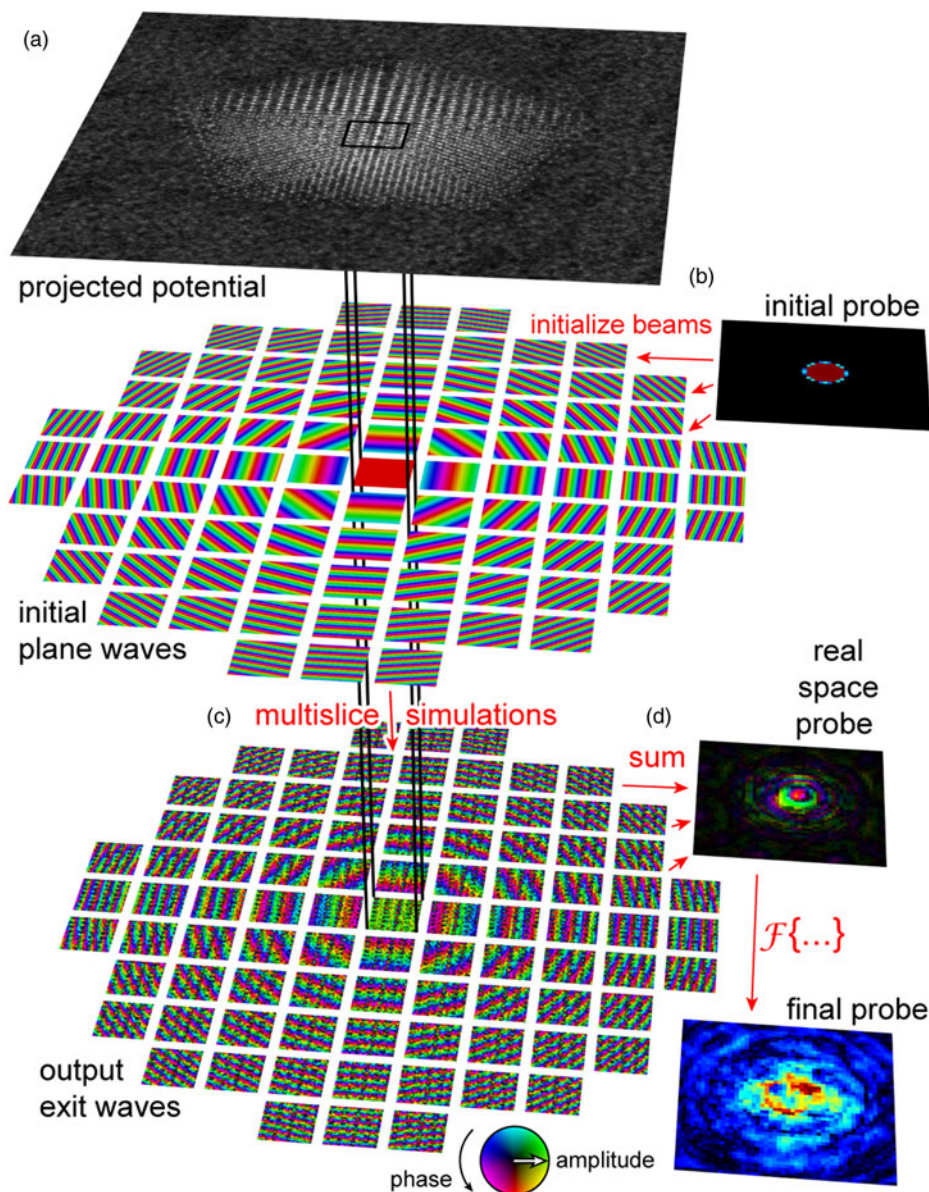 (a)
projected potential
(b)
initial probe
initialize beams
initial
plane waves
(c)
multislice simulations
(d)
real
space
probe
sum
ℱ{...}
final probe
output
exit waves
phase
amplitude